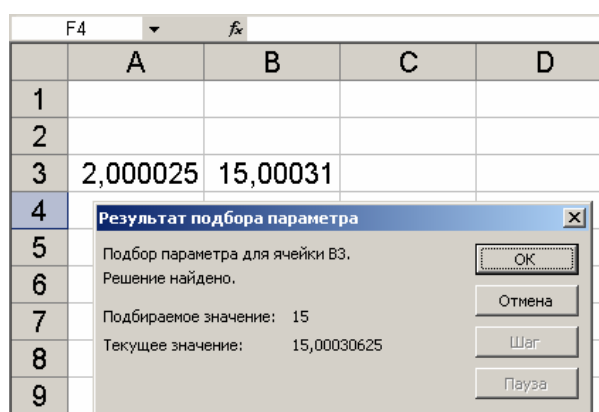 F4 fx
A B C D
1
2
3 2,000025 15,00031
4
Результат подбора параметра
5
Подбор параметра для ячейки B3.
OK
6
Решение найдено.
Отмена
7
Подбираемое значение: 15
8
Текущее значение: 15,00030625
Шаг
9
Пауза